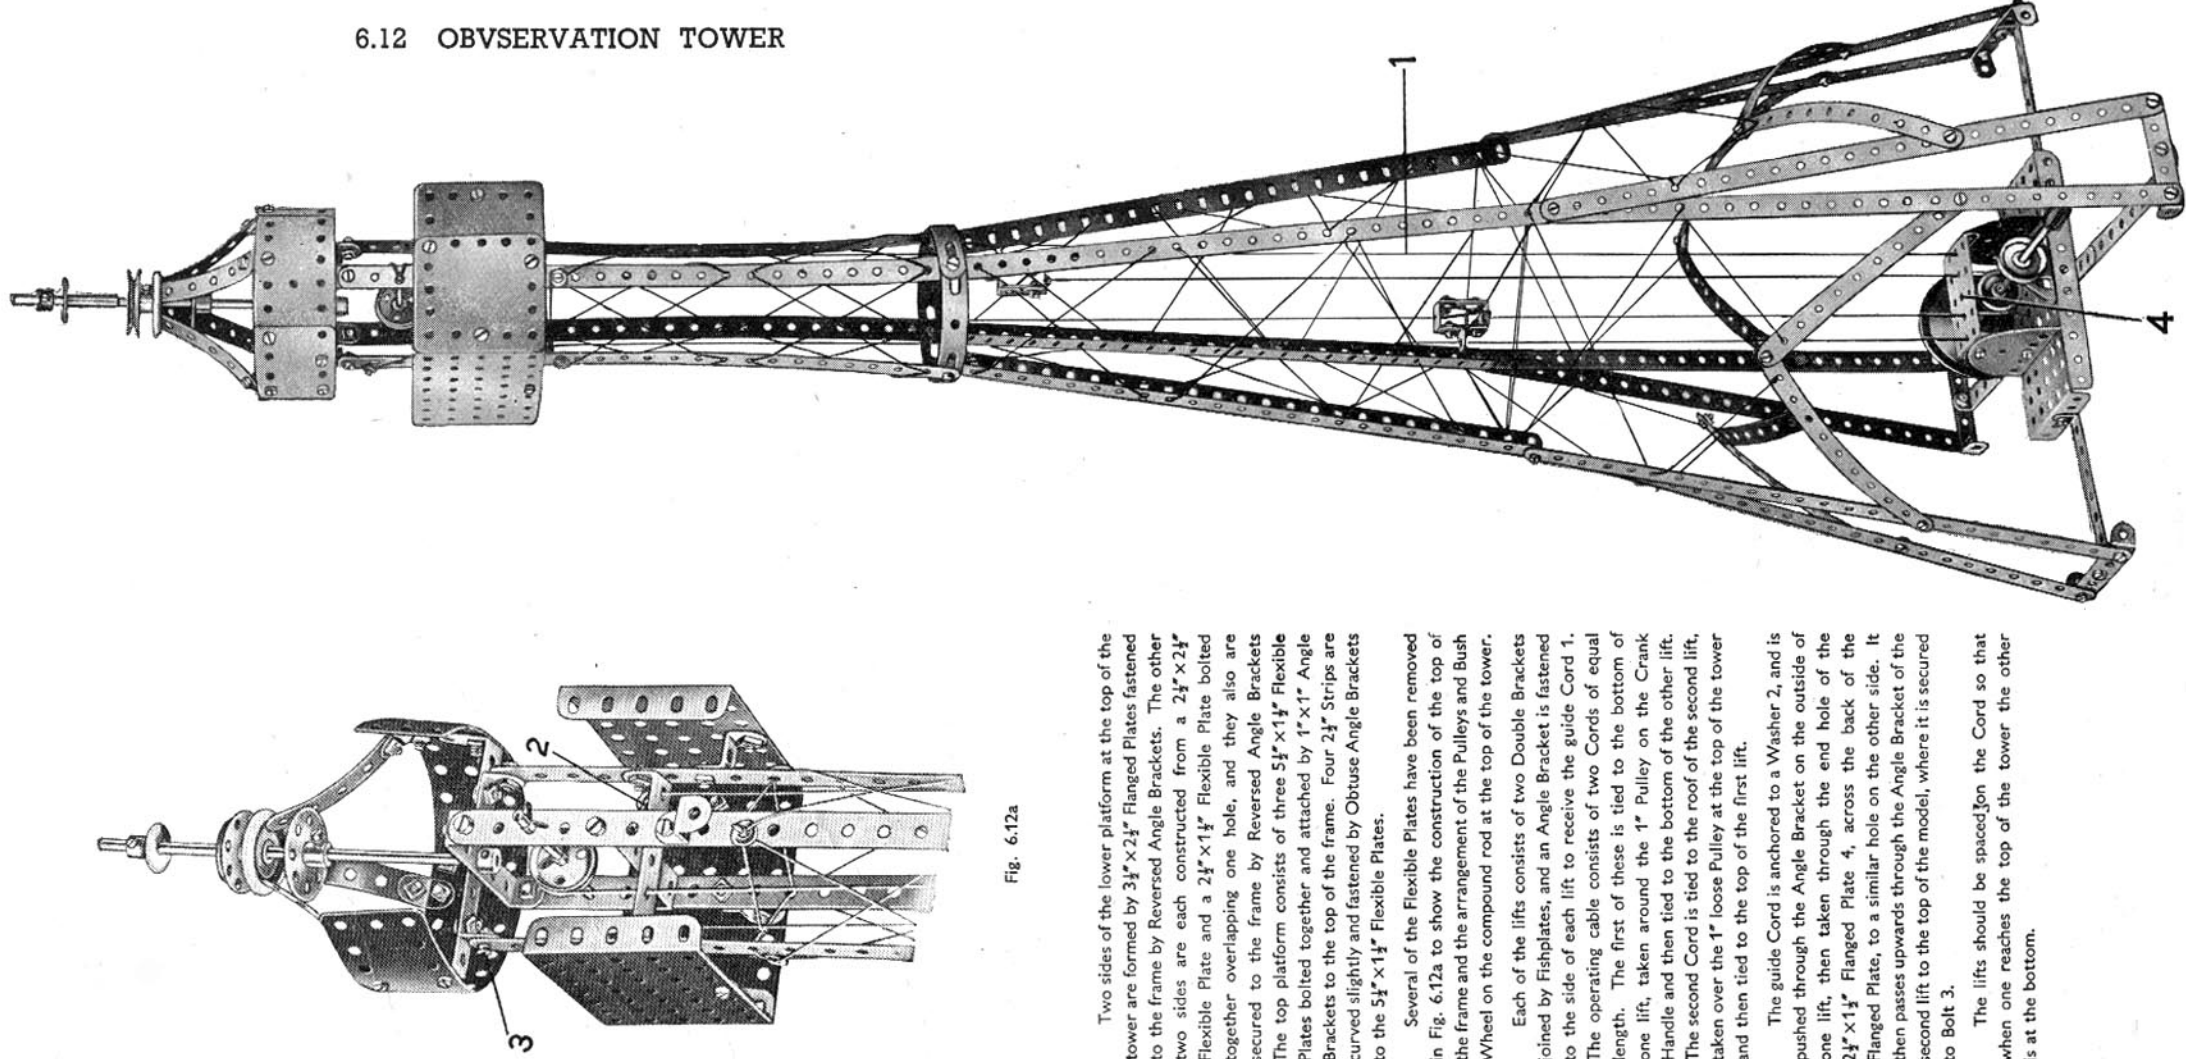 6.12 OBVSERVATION TOWER
1
4
2
3
Fig. 6.12a
Two sides of the lower platform at the top of the
tower are formed by 3½″×2½″ Flanged Plates fastened
to the frame by Reversed Angle Brackets. The other
two sides are each constructed from a 2½″×2½″
Flexible Plate and a 2½″×1½″ Flexible Plate bolted
together overlapping one hole, and they also are
secured to the frame by Reversed Angle Brackets
The top platform consists of three 5½″×1½″ Flexible
Plates bolted together and attached by 1″×1″ Angle
Brackets to the top of the frame. Four 2½″ Strips are
curved slightly and fastened by Obtuse Angle Brackets
to the 5½″×1½″ Flexible Plates.
Several of the Flexible Plates have been removed
in Fig. 6.12a to show the construction of the top of
the frame and the arrangement of the Pulleys and Bush
Wheel on the compound rod at the top of the tower.
Each of the lifts consists of two Double Brackets
joined by Fishplates, and an Angle Bracket is fastened
to the side of each lift to receive the guide Cord 1.
The operating cable consists of two Cords of equal
length. The first of these is tied to the bottom of
one lift, taken around the 1″ Pulley on the Crank
Handle and then tied to the bottom of the other lift.
The second Cord is tied to the roof of the second lift,
taken over the 1″ loose Pulley at the top of the tower
and then tied to the top of the first lift.
The guide Cord is anchored to a Washer 2, and is
pushed through the Angle Bracket on the outside of
one lift, then taken through the end hole of the
2½″×1½″ Flanged Plate 4, across the back of the
Flanged Plate, to a similar hole on the other side. It
then passes upwards through the Angle Bracket of the
second lift to the top of the model, where it is secured
to Bolt 3.
The lifts should be spaced on the Cord so that
when one reaches the top of the tower the other
is at the bottom.